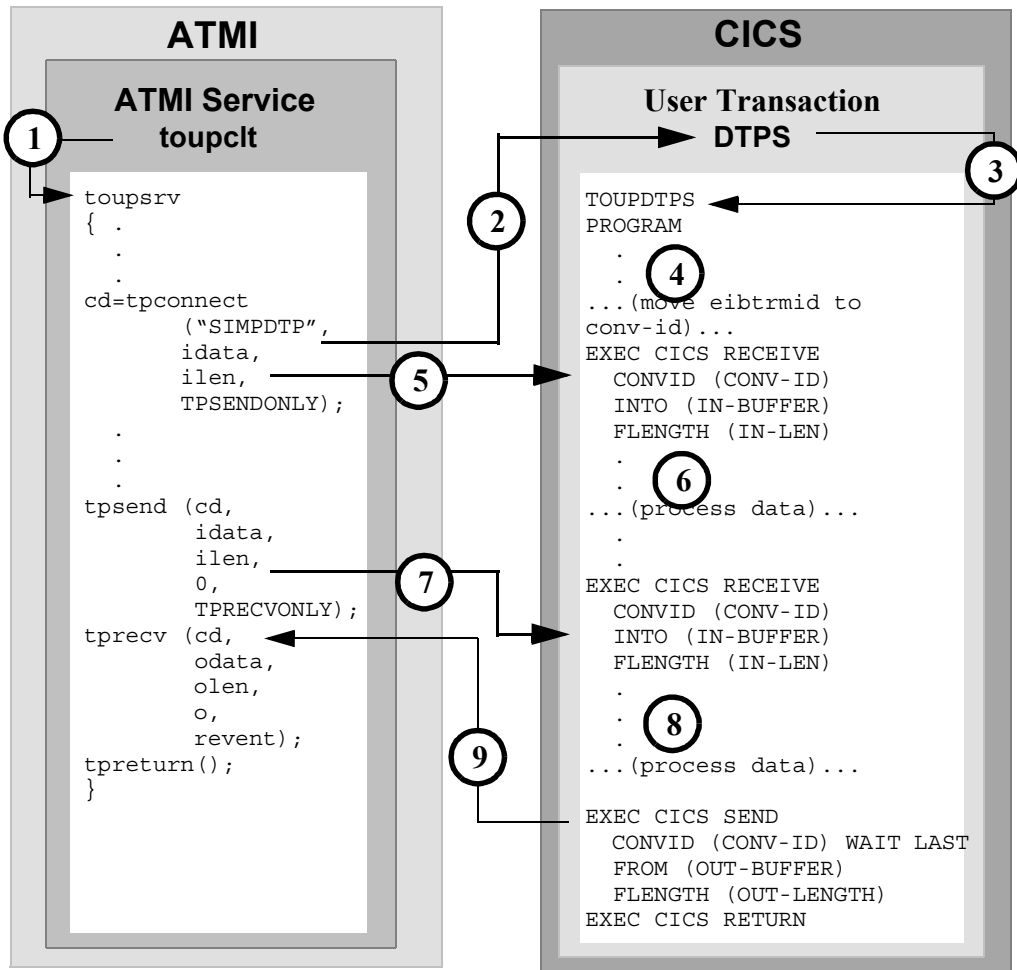 ATMI
ATMI Service
toupclt
1
toupsrv
{ .
.
.
cd=tpconnect
(“SIMPDTP”,
idata,
ilen,
TPSENDONLY);
.
.
.
tpsend (cd,
idata,
ilen,
0,
TPRECVONLY);
tprecv (cd,
odata,
olen,
o,
revent);
tpreturn();
}
2
5
7
9
CICS
User Transaction
DTPS
3
TOUPDTPS
PROGRAM
.
. 4
...(move eibtrmid to
conv-id)...
EXEC CICS RECEIVE
CONVID (CONV-ID)
INTO (IN-BUFFER)
FLENGTH (IN-LEN)
.
. 6
...(process data)...
.
.
EXEC CICS RECEIVE
CONVID (CONV-ID)
INTO (IN-BUFFER)
FLENGTH (IN-LEN)
.
. 8
.
...(process data)...
EXEC CICS SEND
CONVID (CONV-ID) WAIT LAST
FROM (OUT-BUFFER)
FLENGTH (OUT-LENGTH)
EXEC CICS RETURN